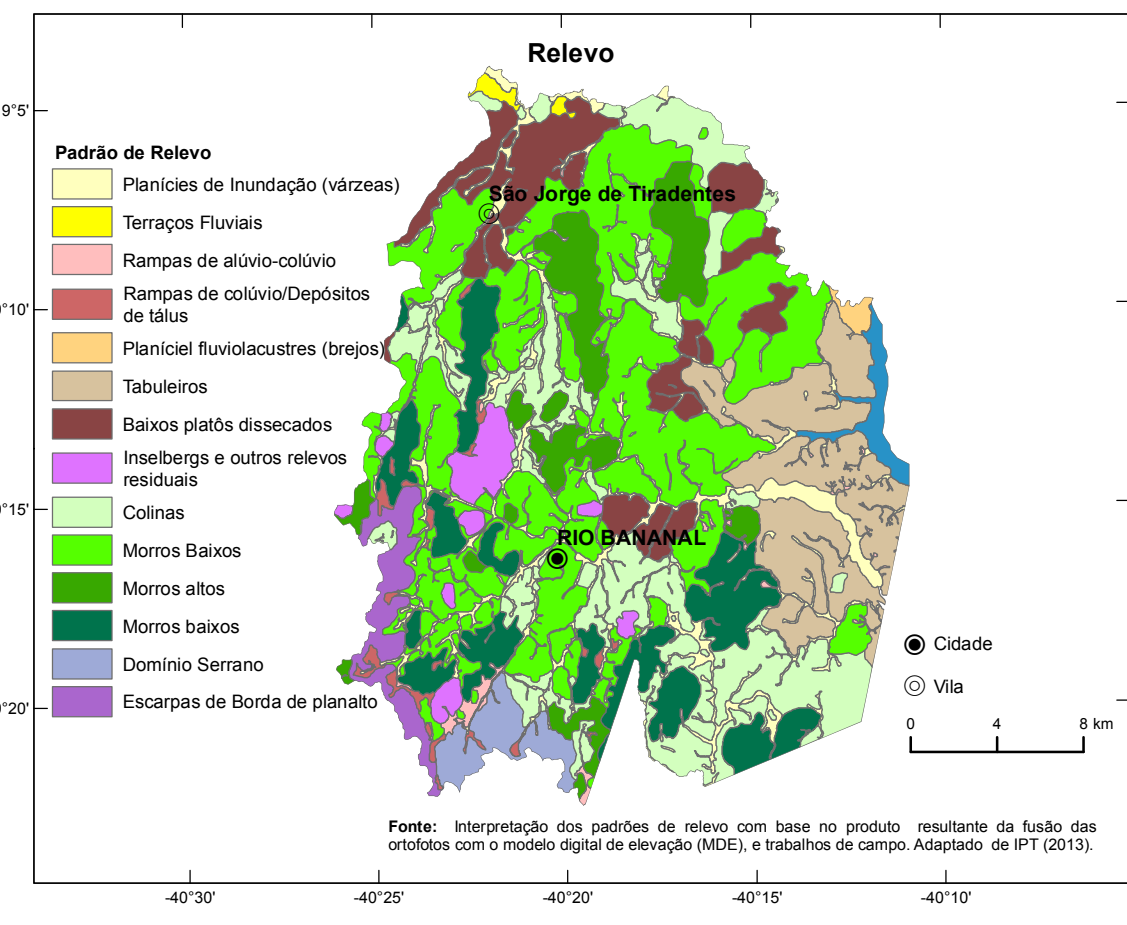 Relevo
9°5'
Padrão de Relevo
Planícies de Inundação (várzeas)
Terraços Fluviais
São Jorge de Tiradentes
Rampas de alúvio-colúvio
Rampas de colúvio/Depósitos
de tálus
0°10'
Planíciel fluviolacustres (brejos)
Tabuleiros
Baixos platôs dissecados
Inselbergs e outros relevos
residuais
9°15'
Colinas
RIO BANANAL
Morros Baixos
Morros altos
Morros baixos
Domínio Serrano
Escarpas de Borda de planalto
0°20'
Cidade
Vila
0 4 8 km
Fonte: Interpretação dos padrões de relevo com base no produto resultante da fusão das
ortofotos com o modelo digital de elevação (MDE), e trabalhos de campo. Adaptado de IPT (2013).
-40°30' -40°25' -40°20' -40°15' -40°10'